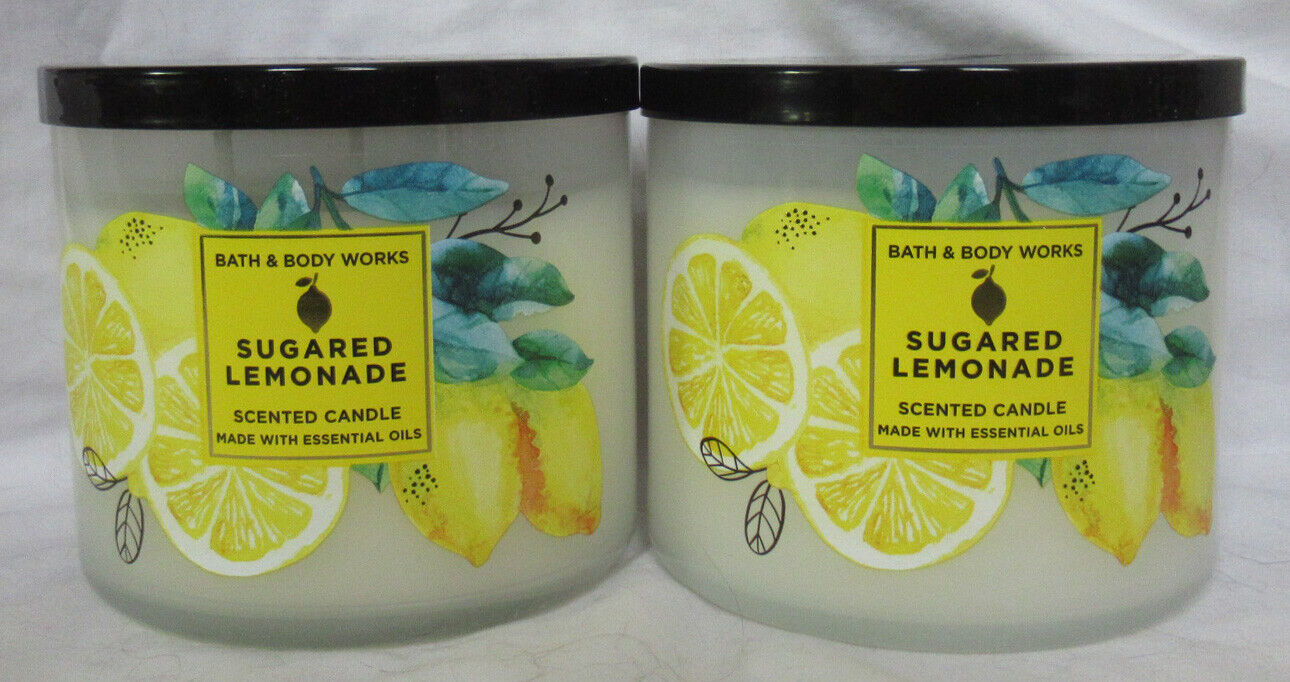 BATH & BODY WORKS
SUGARED
LEMONADE
SCENTED CANDLE
MADE WITH ESSENTIAL OILS
BATH & BODY WORKS
SUGARED
LEMONADE
SCENTED CANDLE
MADE WITH ESSENTIAL OILS